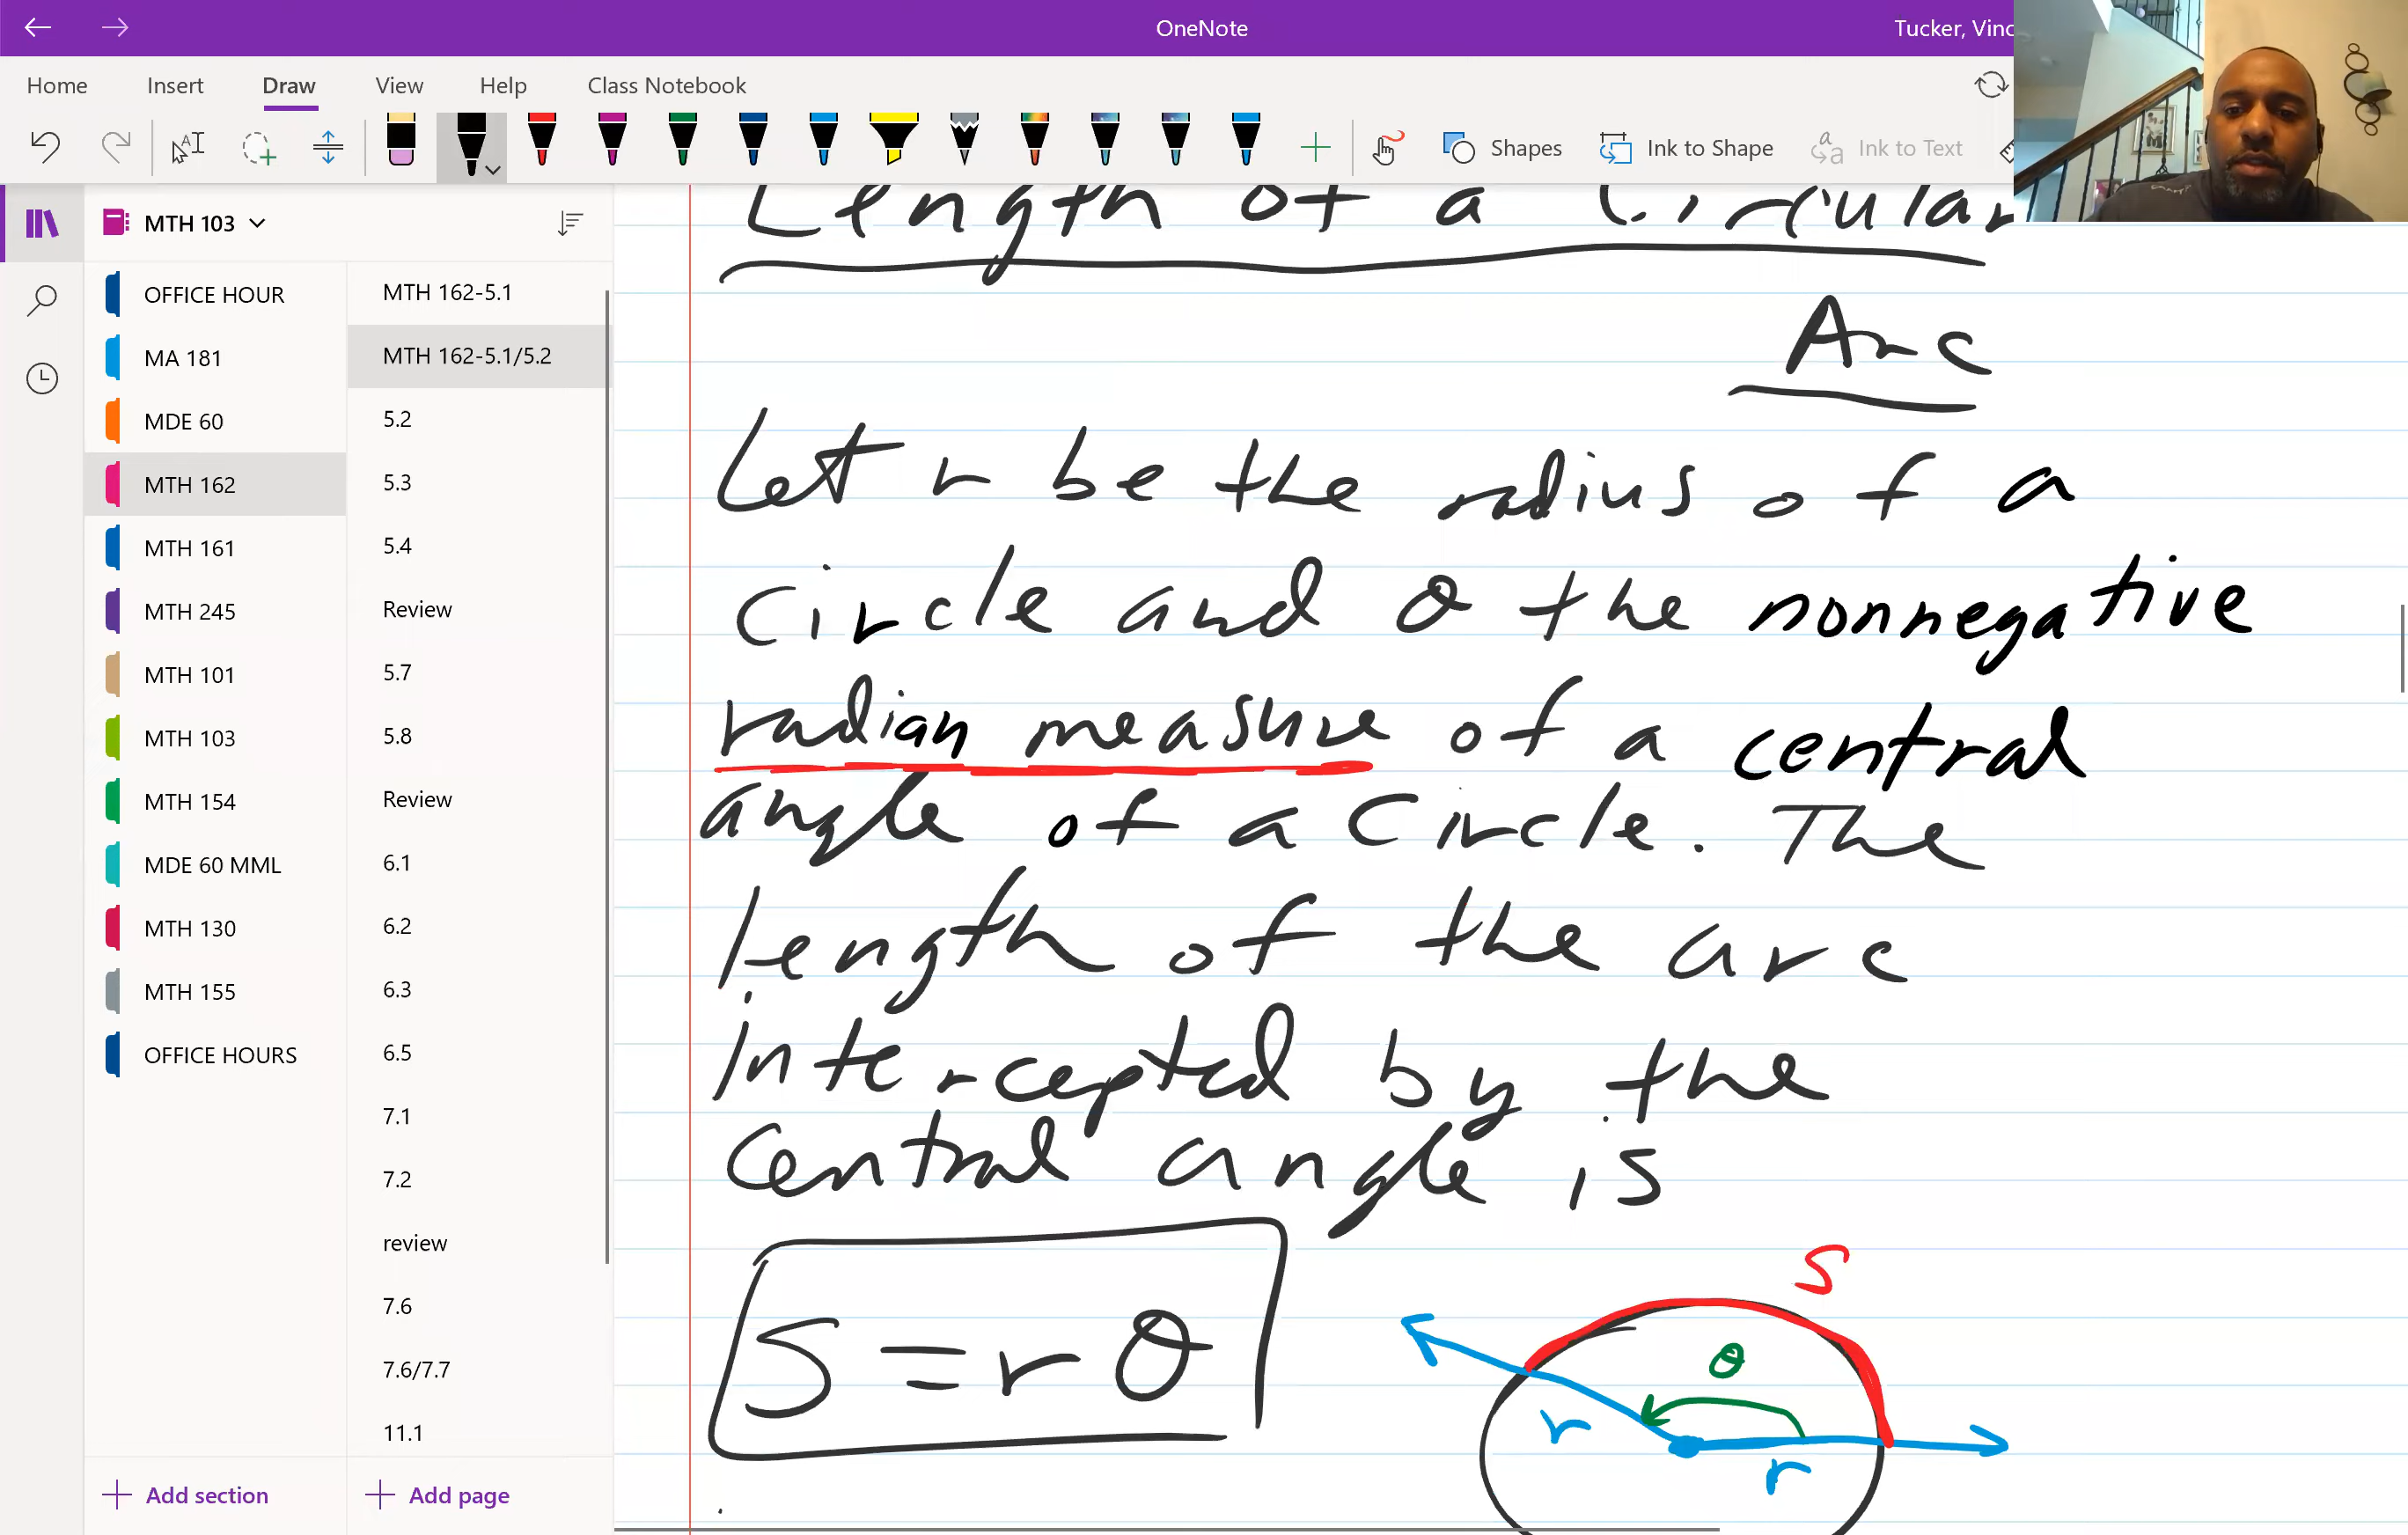 OneNote
Tucker, Vinc
Home Insert Draw View Help Class Notebook
Shapes Ink to Shape Ink to Text
MTH 103
OFFICE HOUR
MA 181
MDE 60
MTH 162
MTH 161
MTH 245
MTH 101
MTH 103
MTH 154
MDE 60 MML
MTH 130
MTH 155
OFFICE HOURS
Add section
MTH 162-5.1
MTH 162-5.1/5.2
5.2
5.3
5.4
Review
5.7
5.8
Review
6.1
6.2
6.3
6.5
7.1
7.2
review
7.6
7.6/7.7
11.1
Add page
Length of a Circular
Arc
Let r be the radius of a
circle and θ the nonnegative
radian measure of a central
angle of a Circle. The
length of the arc
intercepted by the
Central angle is
S = r θ
S
θ
r
r